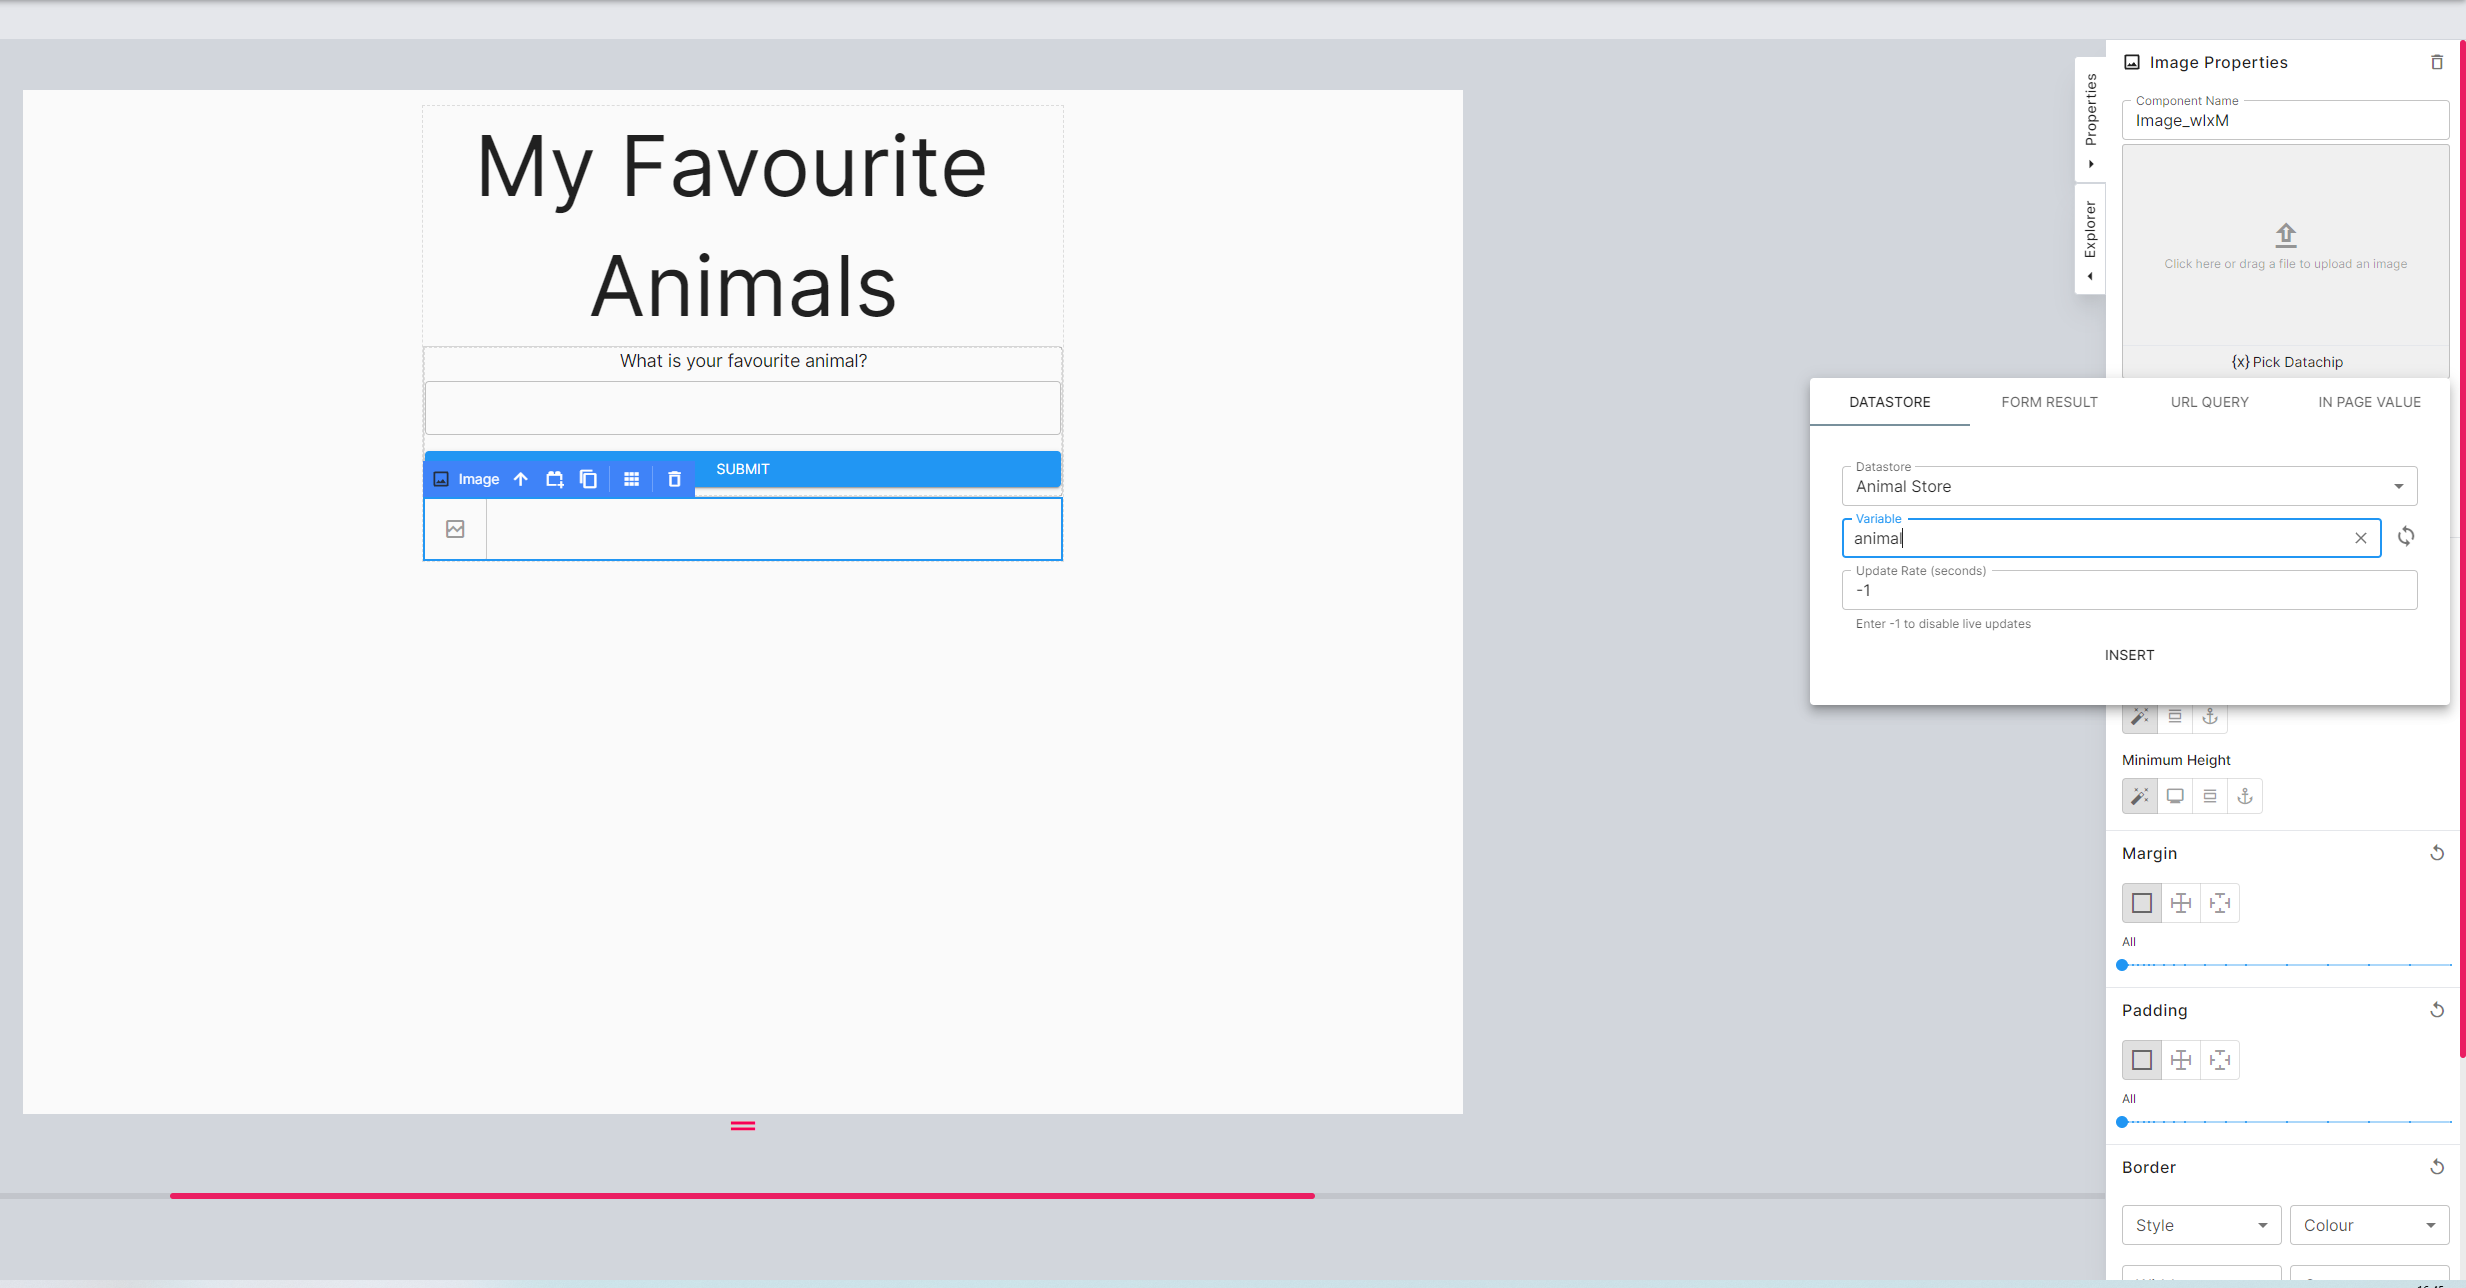 My Favourite
Animals
What is your favourite animal?
SUBMIT
Image
Properties
Explorer
Image Properties
Component Name
Click here or drag a file to upload an image
{x} Pick Datachip
DATASTORE
FORM RESULT
URL QUERY
IN PAGE VALUE
Datastore
Animal Store
Variable
animal
Update Rate (seconds)
-1
Enter -1 to disable live updates
INSERT
Minimum Height
Margin
All
Padding
All
Border
Style
Colour